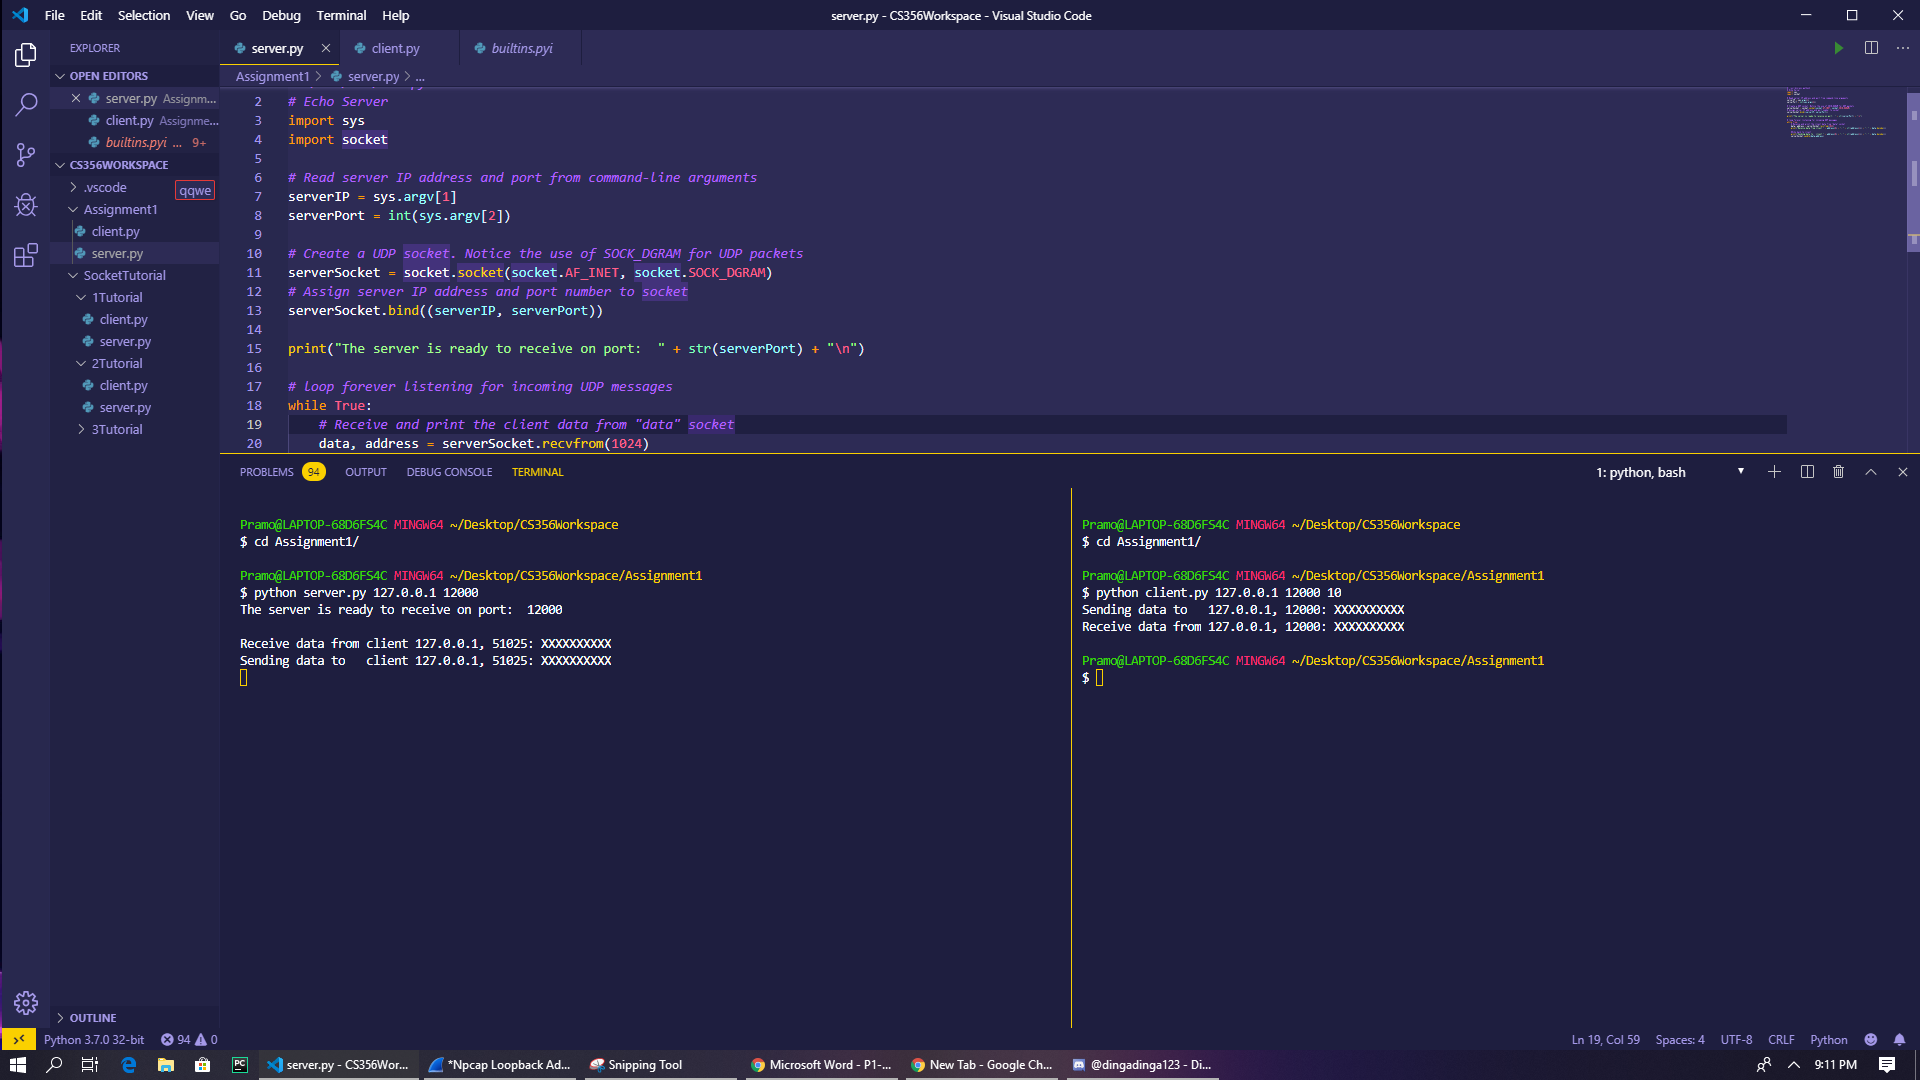 File Edit Selection View Go Debug Terminal Help
server.py - CS356Workspace - Visual Studio Code
EXPLORER
OPEN EDITORS
server.py Assignm...
client.py Assignme...
builtins.pyi ... 9+
CS356WORKSPACE
.vscode
qqwe
Assignment1
client.py
server.py
SocketTutorial
1Tutorial
client.py
server.py
2Tutorial
client.py
server.py
3Tutorial
OUTLINE
server.py client.py builtins.pyi
Assignment1 > server.py > ...
2 # Echo Server
3 import sys
4 import socket
5
6 # Read server IP address and port from command-line arguments
7 serverIP = sys.argv[1]
8 serverPort = int(sys.argv[2])
9
10 # Create a UDP socket. Notice the use of SOCK_DGRAM for UDP packets
11 serverSocket = socket.socket(socket.AF_INET, socket.SOCK_DGRAM)
12 # Assign server IP address and port number to socket
13 serverSocket.bind((serverIP, serverPort))
14
15 print("The server is ready to receive on port:  " + str(serverPort) + "\n")
16
17 # loop forever listening for incoming UDP messages
18 while True:
19 # Receive and print the client data from "data" socket
20 data, address = serverSocket.recvfrom(1024)
PROBLEMS 94 OUTPUT DEBUG CONSOLE TERMINAL
1: python, bash
Pramo@LAPTOP-68D6FS4C MINGW64 ~/Desktop/CS356Workspace
$ cd Assignment1/
Pramo@LAPTOP-68D6FS4C MINGW64 ~/Desktop/CS356Workspace/Assignment1
$ python server.py 127.0.0.1 12000
The server is ready to receive on port:  12000
Receive data from client 127.0.0.1, 51025: XXXXXXXXXX
Sending data to   client 127.0.0.1, 51025: XXXXXXXXXX
Pramo@LAPTOP-68D6FS4C MINGW64 ~/Desktop/CS356Workspace
$ cd Assignment1/
Pramo@LAPTOP-68D6FS4C MINGW64 ~/Desktop/CS356Workspace/Assignment1
$ python client.py 127.0.0.1 12000 10
Sending data to   127.0.0.1, 12000: XXXXXXXXXX
Receive data from 127.0.0.1, 12000: XXXXXXXXXX
Pramo@LAPTOP-68D6FS4C MINGW64 ~/Desktop/CS356Workspace/Assignment1
$
Python 3.7.0 32-bit 94 0
Ln 19, Col 59 Spaces: 4 UTF-8 CRLF Python
PC
server.py - CS356Wor...
*Npcap Loopback Ad...
Snipping Tool
Microsoft Word - P1-...
New Tab - Google Ch...
@dingadinga123 - Di...
9:11 PM